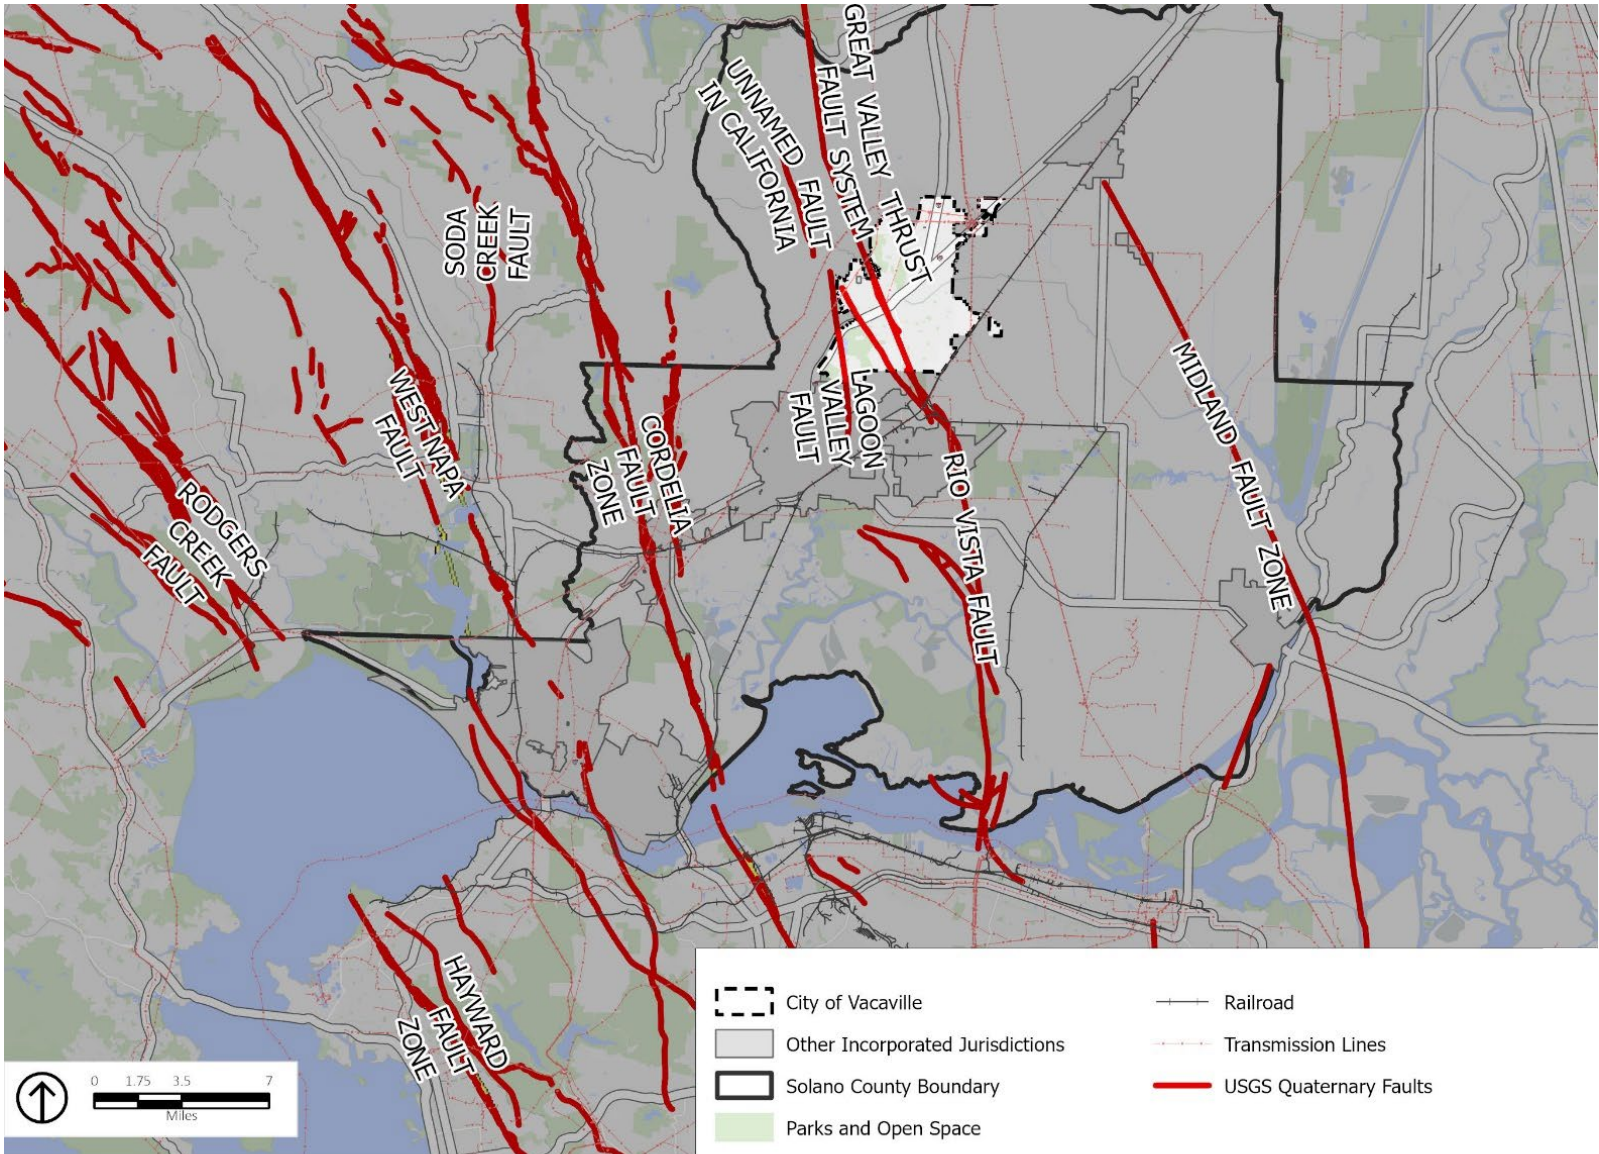 GREAT VALLEY THRUST
FAULT SYSTEM
UNNAMED FAULT
IN CALIFORNIA
SODA
CREEK
FAULT
WEST NAPA
FAULT
LAGOON
VALLEY
FAULT
MIDLAND FAULT ZONE
CORDELIA
FAULT
ZONE
RIO VISTA FAULT
RODGERS
CREEK
FAULT
HAYWARD
FAULT
ZONE
City of Vacaville
Other Incorporated Jurisdictions
Solano County Boundary
Parks and Open Space
Railroad
Transmission Lines
USGS Quaternary Faults
0 1.75 3.5 7
Miles